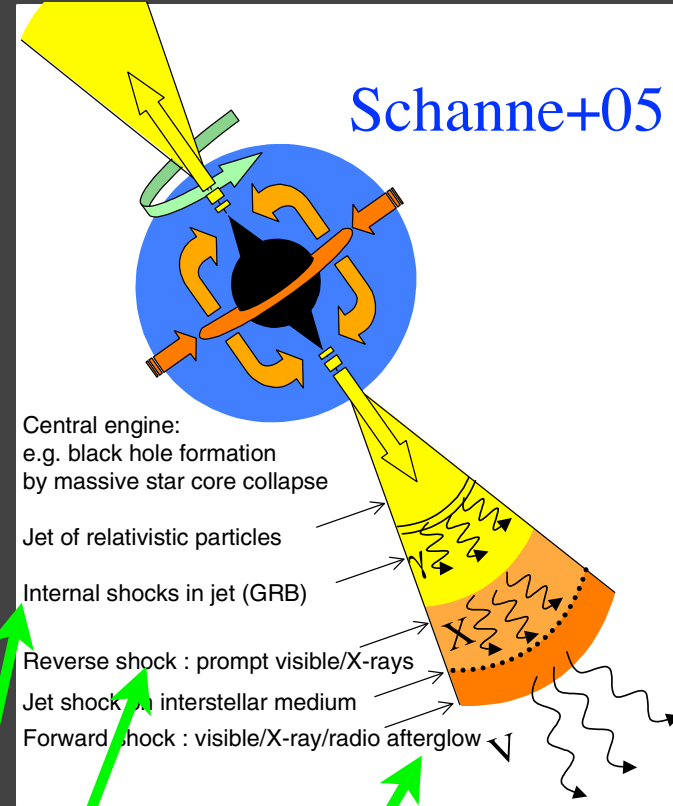 Schanne+05
Central engine:
e.g. black hole formation
by massive star core collapse
Jet of relativistic particles
γ
Internal shocks in jet (GRB)
X
Reverse shock : prompt visible/X-rays
Jet shock on interstellar medium
Forward shock : visible/X-ray/radio afterglow
V